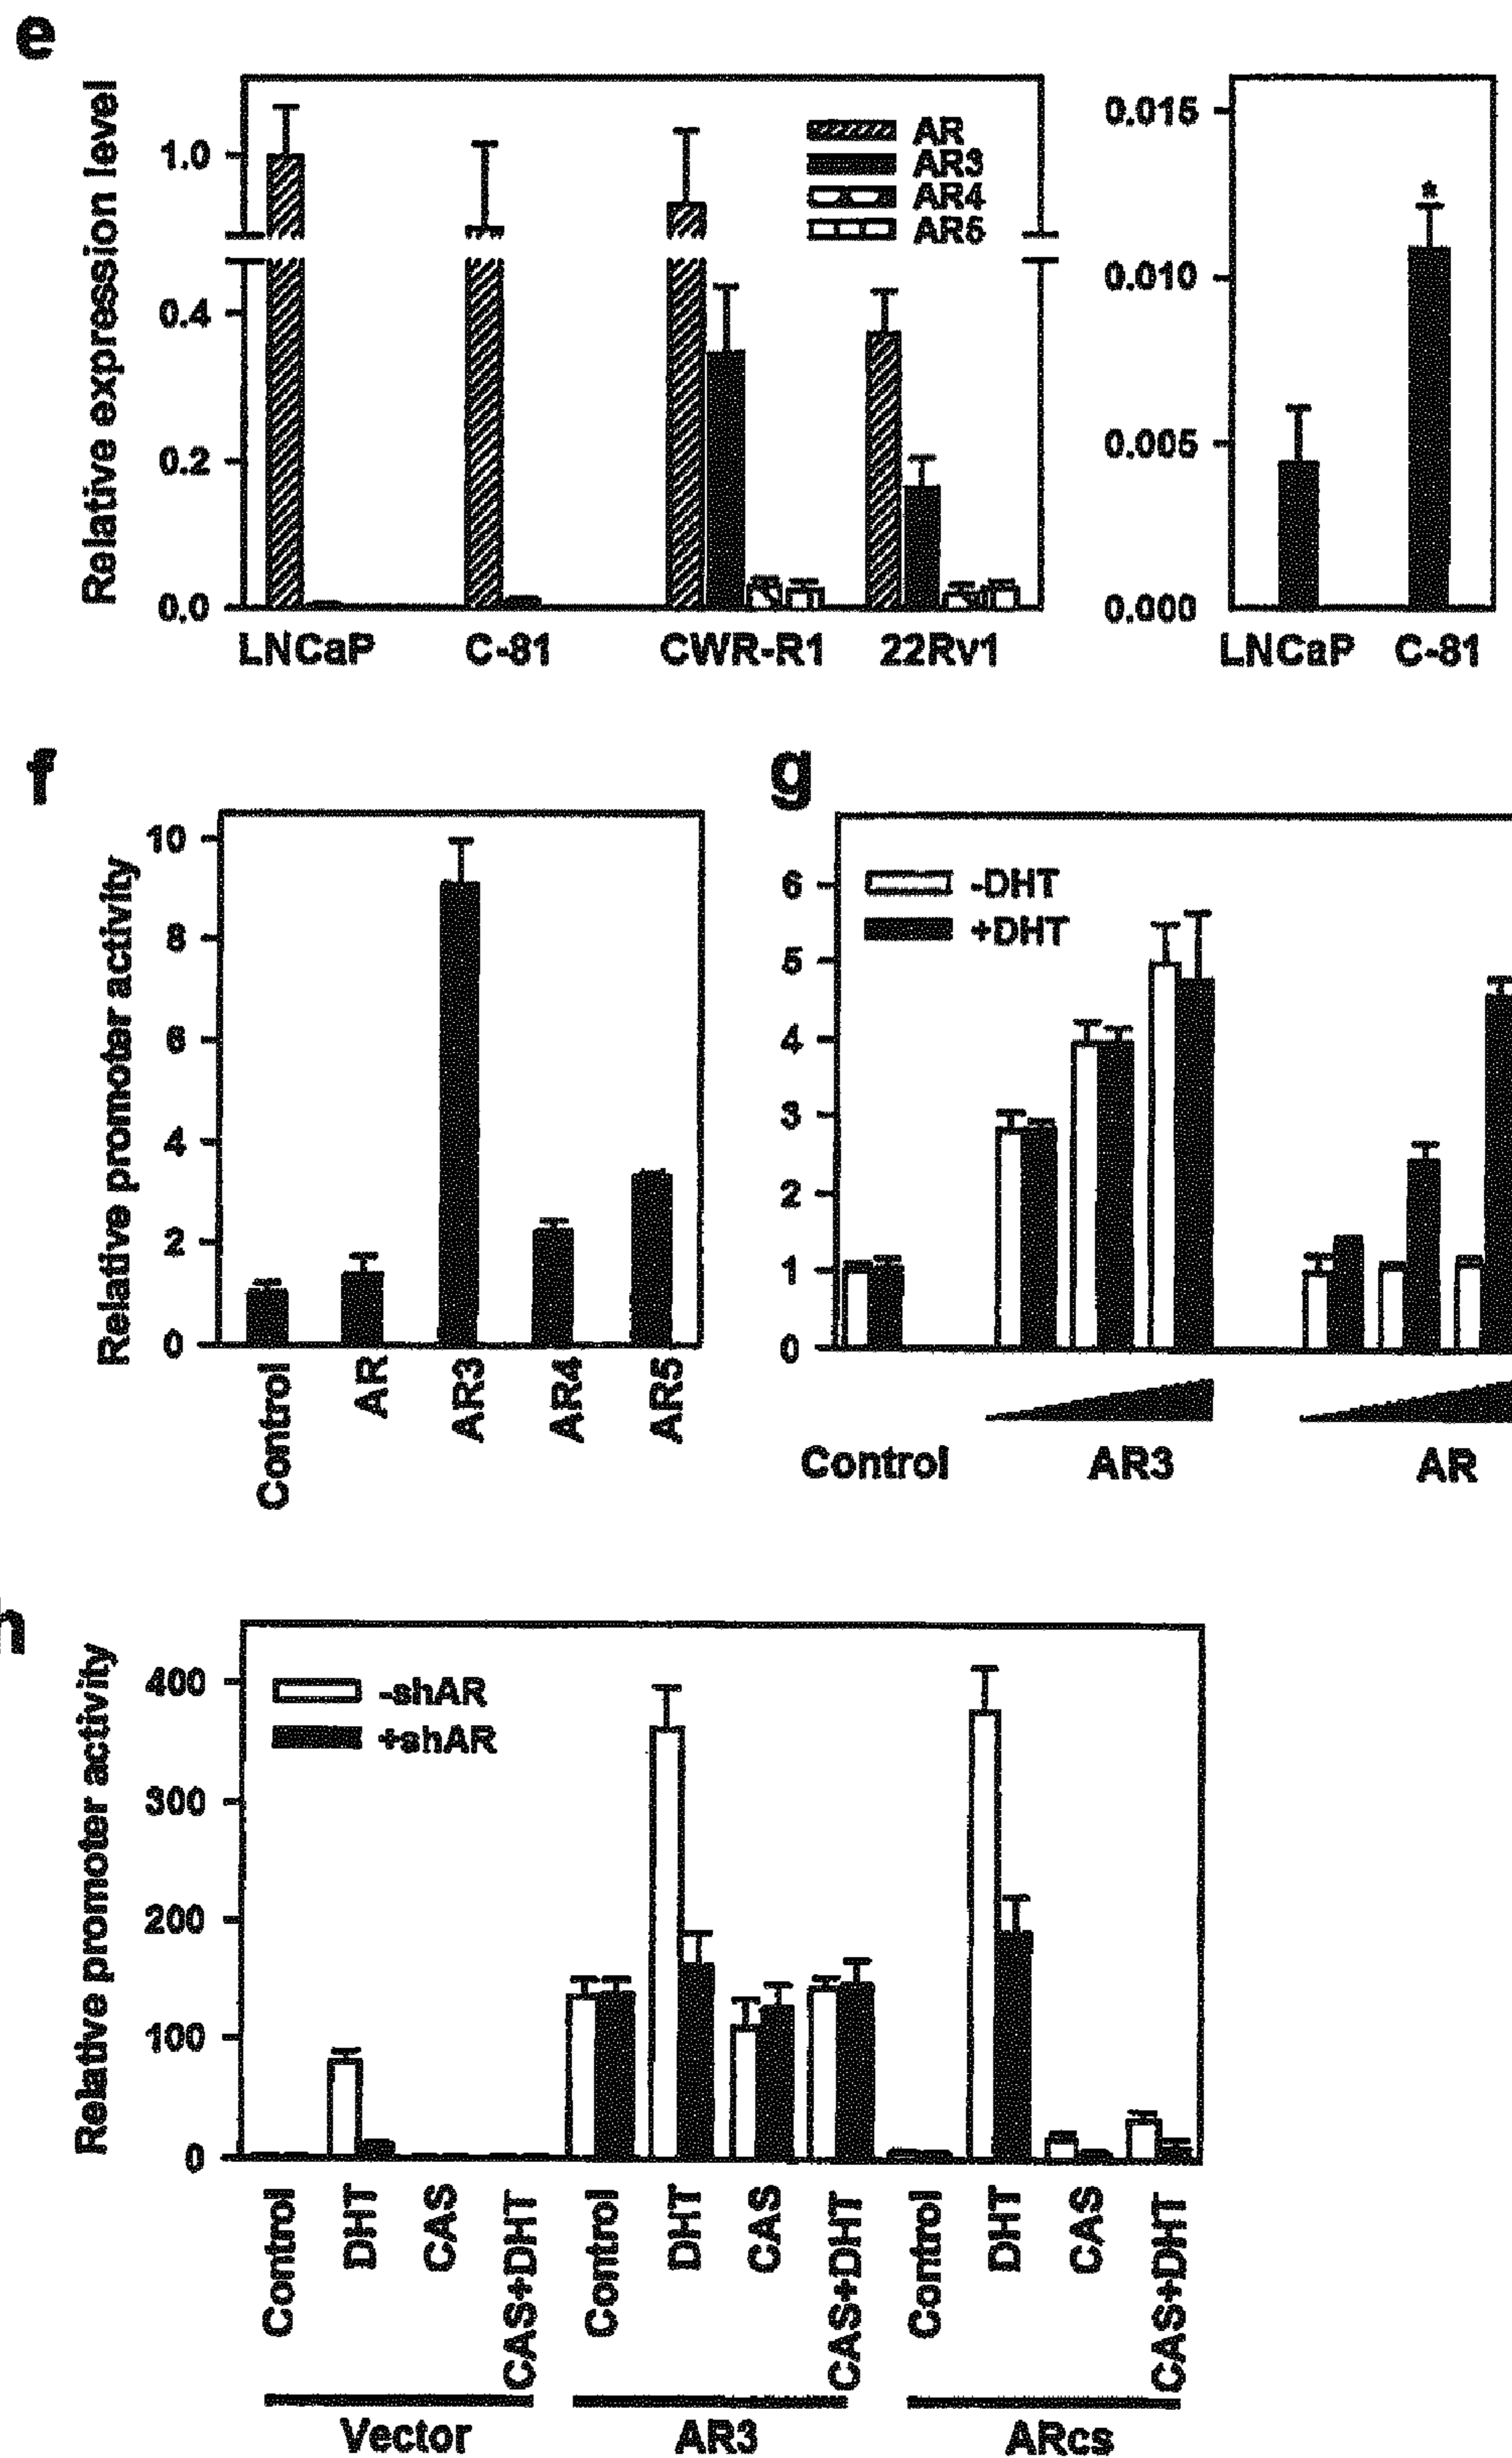 e
Relative expression level
1.0
0.4
0.2
0.0
AR
AR3
AR4
AR5
LNCaP C-81 CWR-R1 22Rv1
0.015
0.010
0.005
0.000
*
LNCaP C-81
f
Relative promoter activity
10
8
6
4
2
0
Control
AR
AR3
AR4
AR5
g
6
5
4
3
2
1
0
-DHT
+DHT
Control AR3 AR
h
Relative promoter activity
400
300
200
100
0
-shAR
+shAR
Control
DHT
CAS
CAS+DHT
Control
DHT
CAS
CAS+DHT
Control
DHT
CAS
CAS+DHT
Vector AR3 ARcs